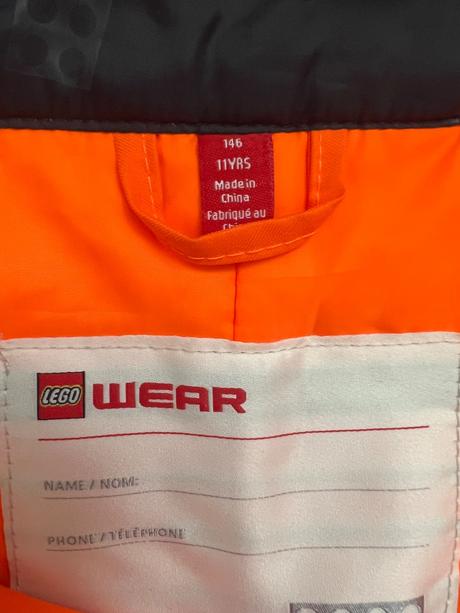 146
11YRS
Made in
China
Fabriqué au
LEGO WEAR
NAME / NOM:
PHONE / TÉLÉPHONE